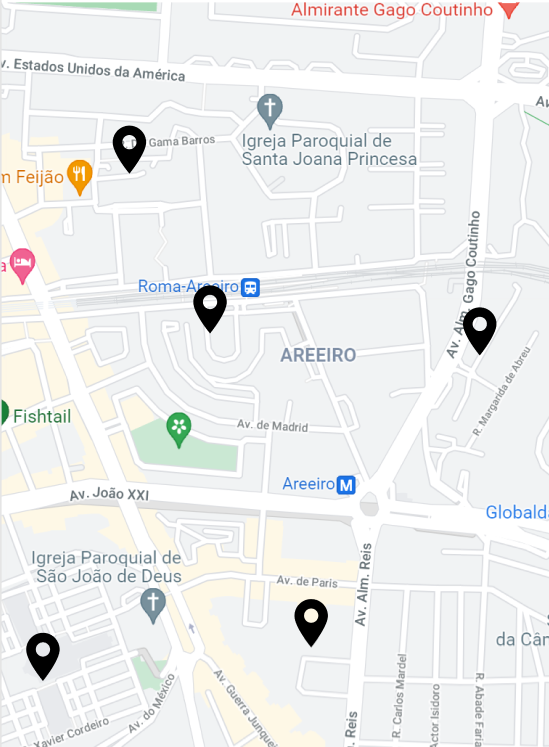 Almirante Gago Coutinho
v. Estados Unidos da América
Av
Gama Barros
Igreja Paroquial de
Santa Joana Princesa
m Feijão
a
Roma-Areeiro
Av. Alm. Gago Coutinho
AREEIRO
R. Margarida de Abreu
Fishtail
Av. de Madrid
Areeiro M
Av. João XXI
Globalda
Igreja Paroquial de
São João de Deus
Av. de Paris
Av. Alm. Reis
da Cân
Xavier Cordeiro
Av. do México
Av. Guerra Junque
Reis
R. Carlos Mardel
Actor Isidoro
R. Abade Faria